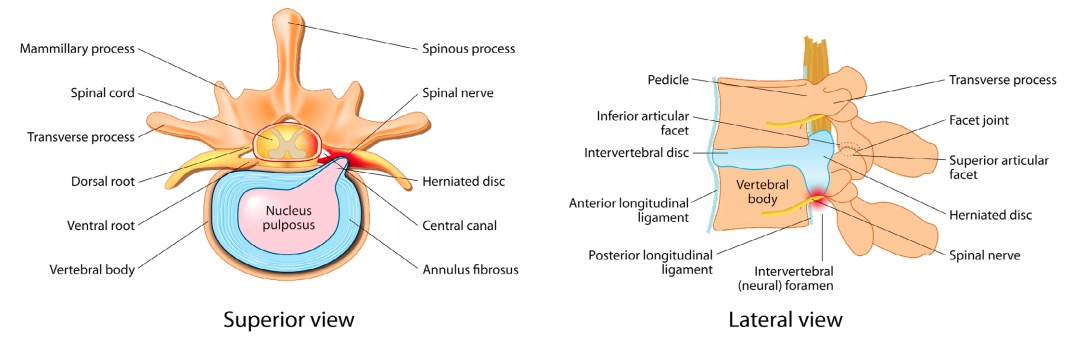 Mammillary process
Spinal cord
Transverse process
Dorsal root
Ventral root
Vertebral body
Spinous process
Spinal nerve
Herniated disc
Central canal
Annulus fibrosus
Nucleus
pulposus
Superior view
Pedicle
Inferior articular
facet
Intervertebral disc
Anterior longitudinal
ligament
Posterior longitudinal
ligament
Vertebral
body
Intervertebral
(neural) foramen
Transverse process
Facet joint
Superior articular
facet
Herniated disc
Spinal nerve
Lateral view